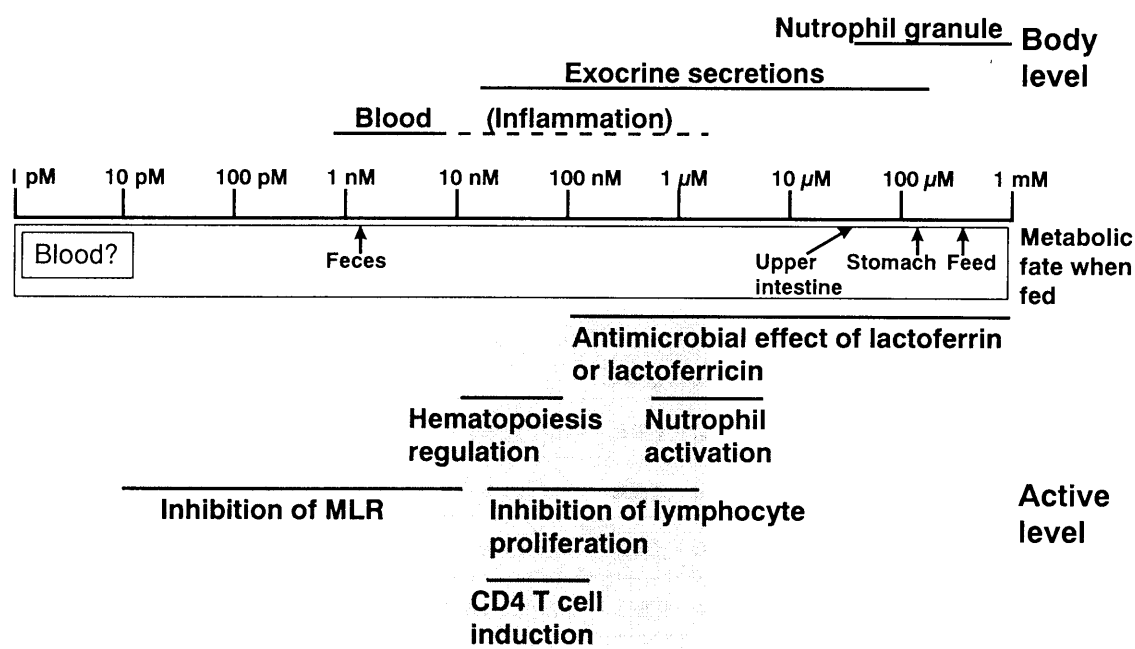 Nutrophil granule
Body
level
Exocrine secretions
Blood (Inflammation)
I pM 10 pM 100 pM 1 nM 10 nM 100 nM 1 µM 10 µM 100 µM 1 mM
Blood?
Feces
Upper
intestine
Stomach
Feed
Metabolic
fate when
fed
Antimicrobial effect of lactoferrin
or lactoferricin
Hematopoiesis
regulation
Nutrophil
activation
Inhibition of MLR
Inhibition of lymphocyte
proliferation
Active
level
CD4 T cell
induction